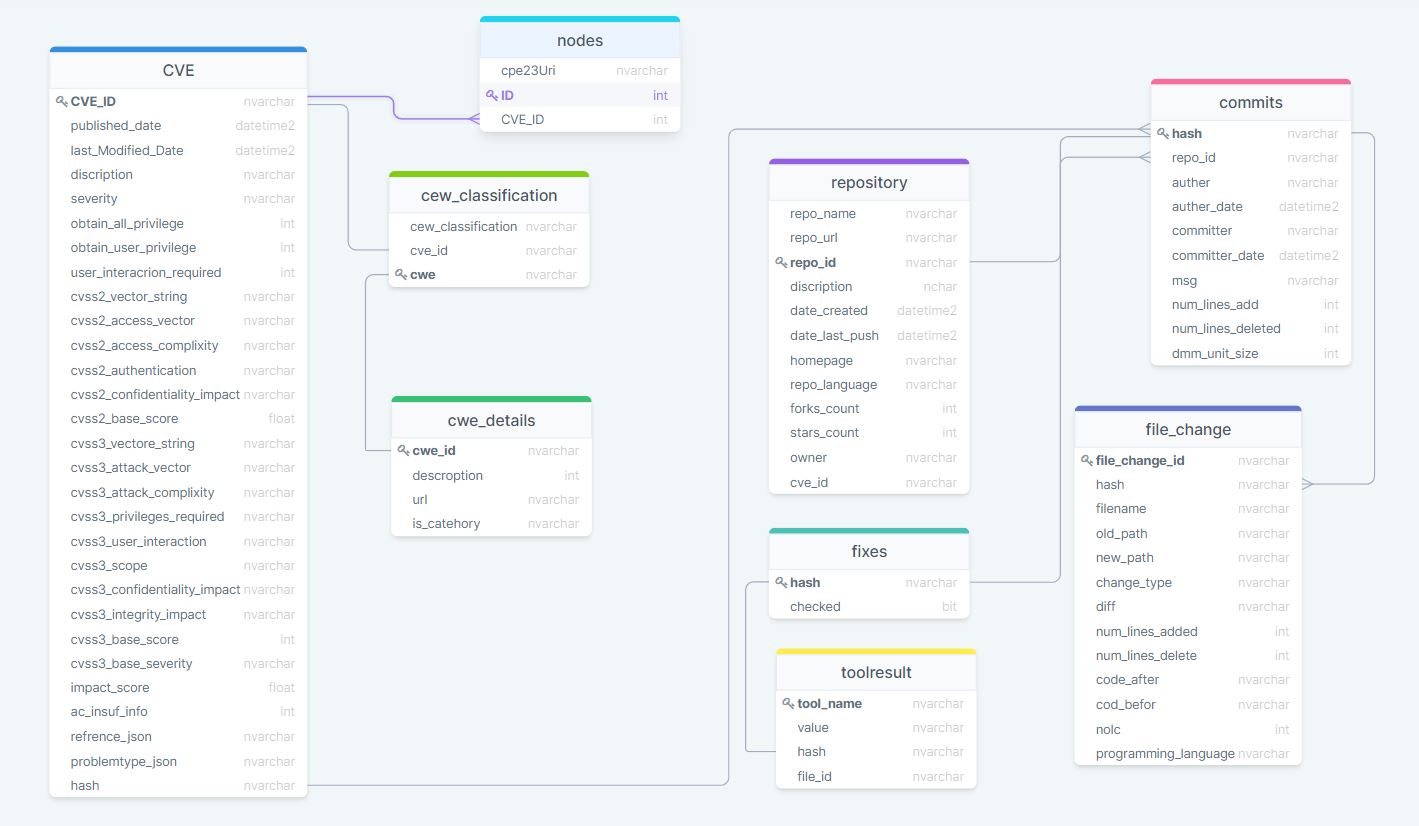 CVE
CVE_ID nvarchar
published_date datetime2
last_Modified_Date datetime2
discription nvarchar
severity nvarchar
obtain_all_privilege int
obtain_user_privilege int
user_interacrion_required int
cvss2_vector_string nvarchar
cvss2_access_vector nvarchar
cvss2_access_complixity nvarchar
cvss2_authentication nvarchar
cvss2_confidentiality_impact nvarchar
cvss2_base_score float
cvss3_vectore_string nvarchar
cvss3_attack_vector nvarchar
cvss3_attack_complixity nvarchar
cvss3_privileges_required nvarchar
cvss3_user_interaction nvarchar
cvss3_scope nvarchar
cvss3_confidentiality_impact nvarchar
cvss3_integrity_impact nvarchar
cvss3_base_score int
cvss3_base_severity nvarchar
impact_score float
ac_insuf_info int
refrence_json nvarchar
problemtype_json nvarchar
hash nvarchar
nodes
cpe23Uri nvarchar
ID int
CVE_ID int
cew_classification
cew_classification nvarchar
cve_id nvarchar
cwe nvarchar
cwe_details
cwe_id nvarchar
descroption int
url nvarchar
is_catehory nvarchar
repository
repo_name nvarchar
repo_url nvarchar
repo_id nvarchar
discription nchar
date_created datetime2
date_last_push datetime2
homepage nvarchar
repo_language nvarchar
forks_count int
stars_count int
owner nvarchar
cve_id nvarchar
fixes
hash nvarchar
checked bit
toolresult
tool_name nvarchar
value nvarchar
hash nvarchar
file_id nvarchar
commits
hash nvarchar
repo_id nvarchar
auther nvarchar
auther_date datetime2
committer nvarchar
committer_date datetime2
msg nvarchar
num_lines_add int
num_lines_deleted int
dmm_unit_size int
file_change
file_change_id nvarchar
hash nvarchar
filename nvarchar
old_path nvarchar
new_path nvarchar
change_type nvarchar
diff nvarchar
num_lines_added int
num_lines_delete int
code_after nvarchar
cod_befor nvarchar
nolc int
programming_language nvarchar